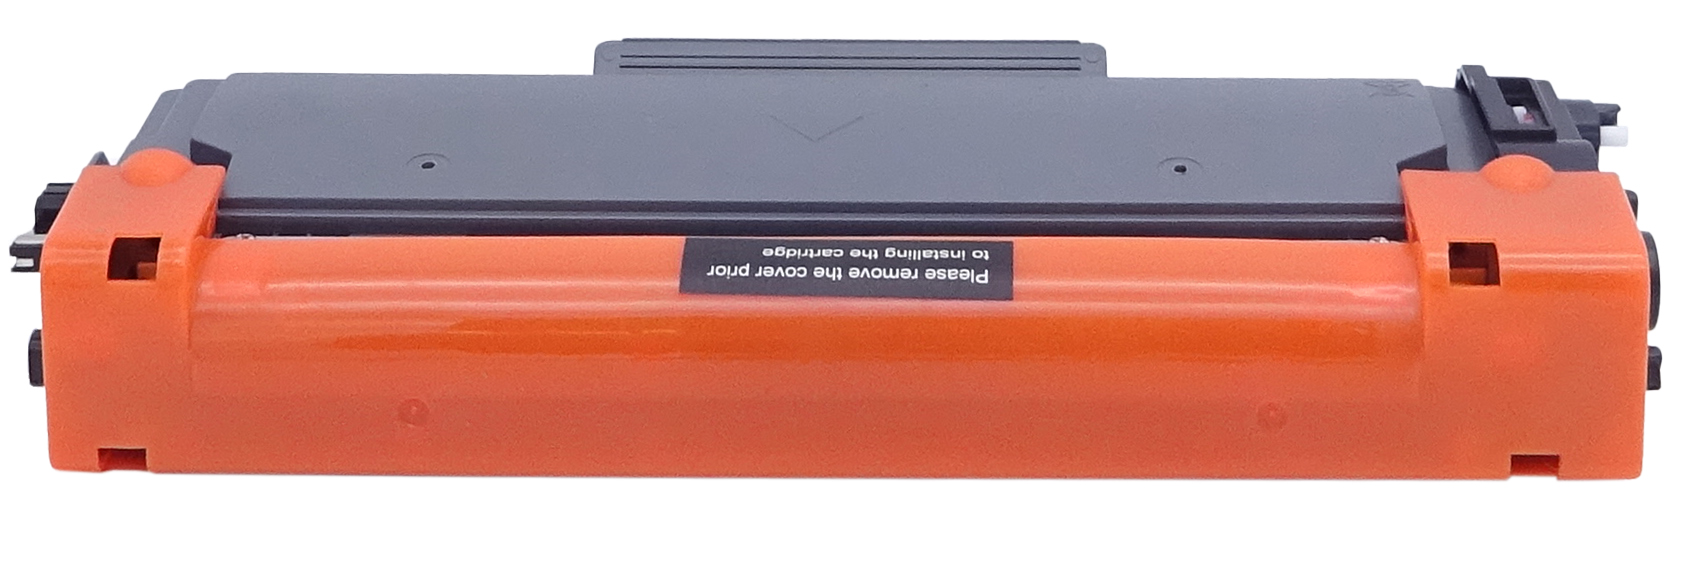 Please remove the cover prior
to installing the cartridge